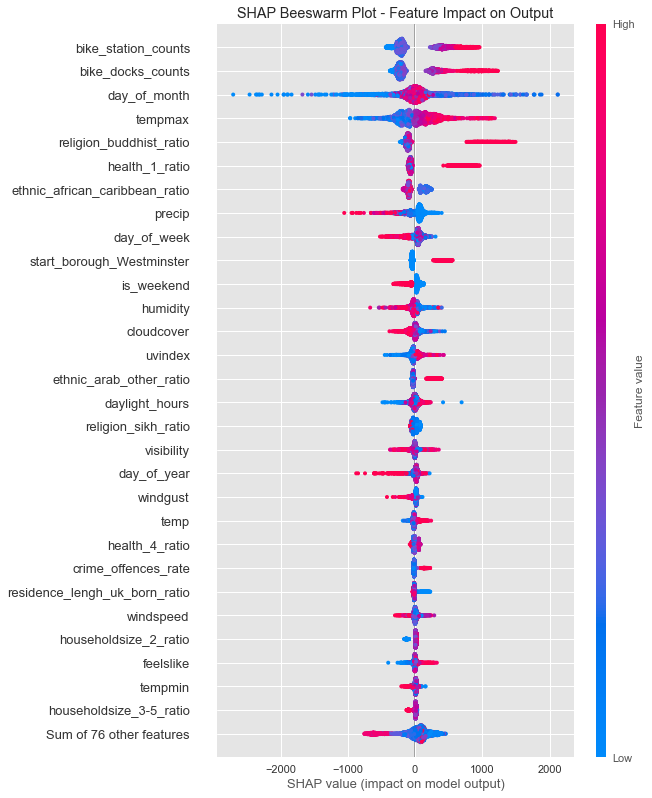 SHAP Beeswarm Plot - Feature Impact on Output
High
bike_station_counts
bike_docks_counts
day_of_month
tempmax
religion_buddhist_ratio
health_1_ratio
ethnic_african_caribbean_ratio
precip
day_of_week
start_borough_Westminster
is_weekend
humidity
cloudcover
uvindex
ethnic_arab_other_ratio
daylight_hours
religion_sikh_ratio
visibility
day_of_year
windgust
temp
health_4_ratio
crime_offences_rate
residence_lengh_uk_born_ratio
windspeed
householdsize_2_ratio
feelslike
tempmin
householdsize_3-5_ratio
Sum of 76 other features
Feature value
Low
−2000 −1000 0 1000 2000
SHAP value (impact on model output)